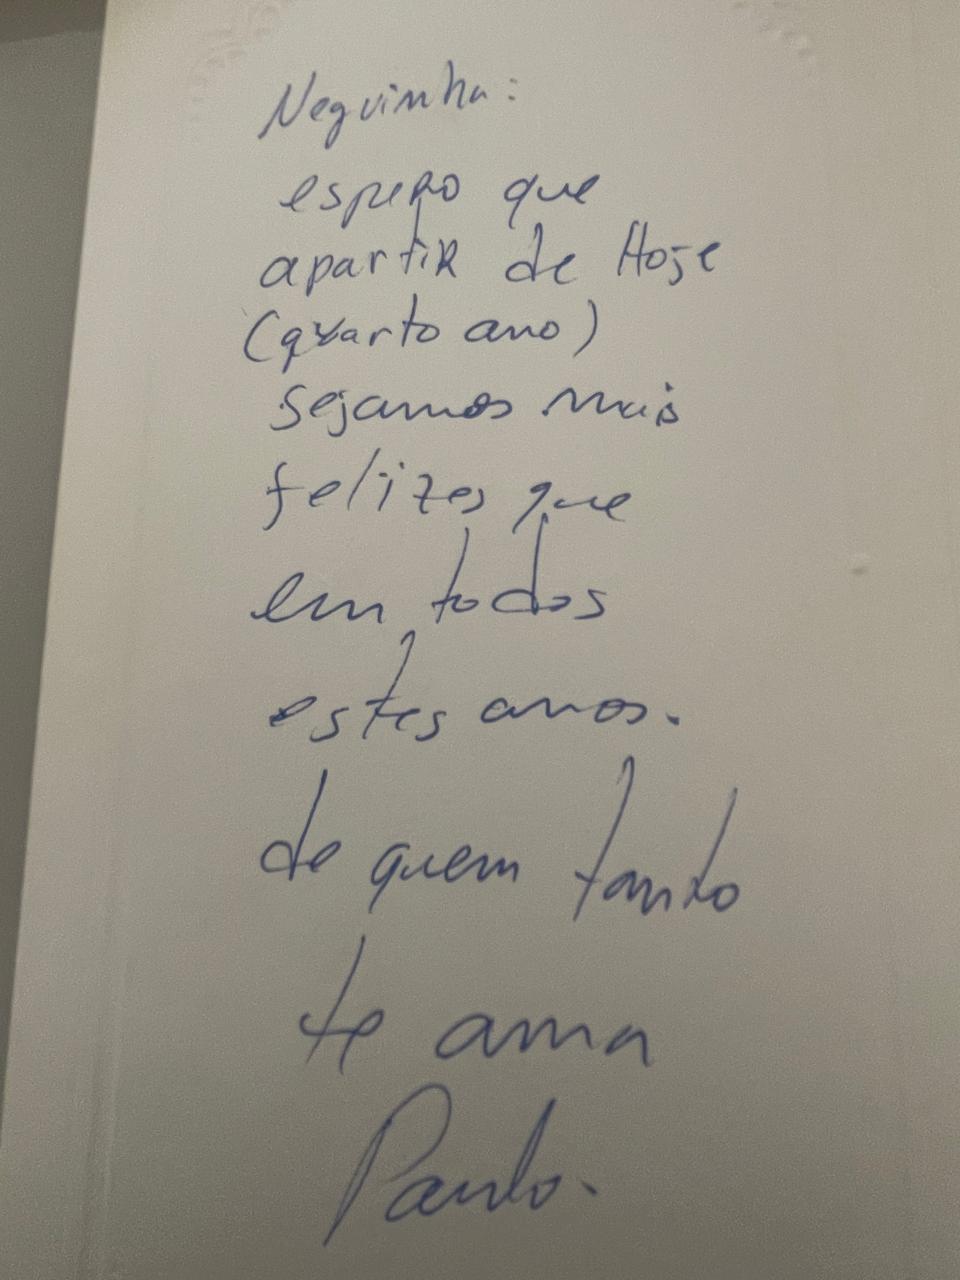 Neguinha:
espero que
apartir de Hoje
(quarto ano)
sejamos mais
felizes que
em todos
estes anos.
de quem tanto
te ama
Paulo.